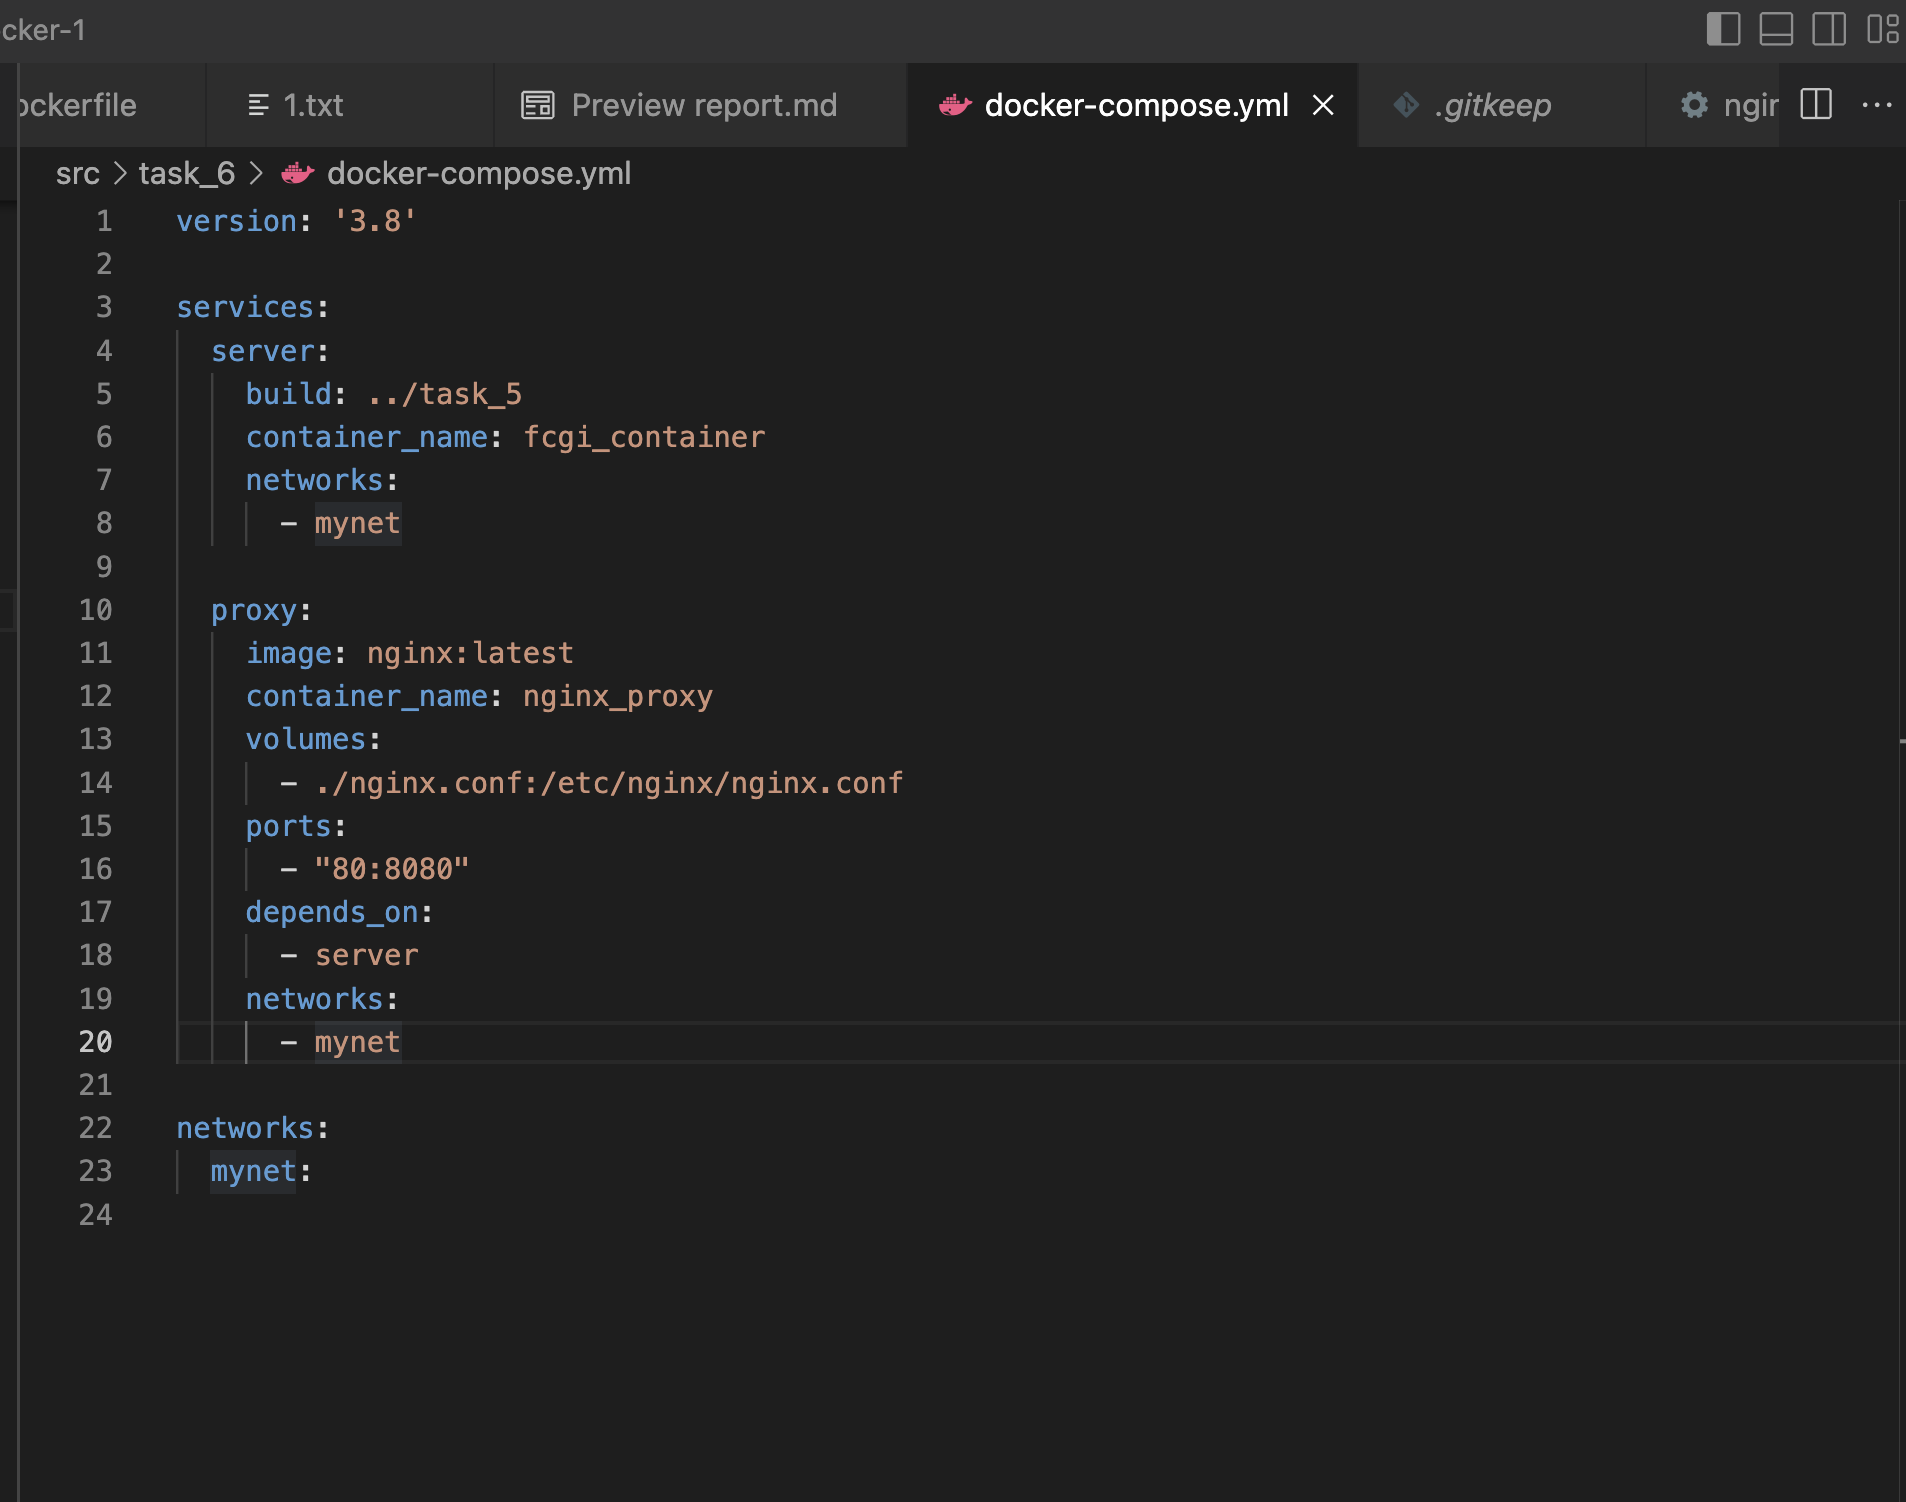 cker-1
ockerfile 1.txt Preview report.md docker-compose.yml .gitkeep ngin
src > task_6 > docker-compose.yml
1 version: '3.8'
2
3 services:
4 server:
5 build: ../task_5
6 container_name: fcgi_container
7 networks:
8 - mynet
9
10 proxy:
11 image: nginx:latest
12 container_name: nginx_proxy
13 volumes:
14 - ./nginx.conf:/etc/nginx/nginx.conf
15 ports:
16 - "80:8080"
17 depends_on:
18 - server
19 networks:
20 - mynet
21
22 networks:
23 mynet:
24